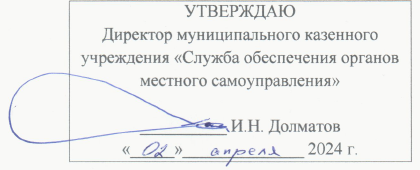 УТВЕРЖДАЮ
Директор муниципального казенного
учреждения «Служба обеспечения органов
местного самоуправления»
И.Н. Долматов
«02» апреля 2024 г.